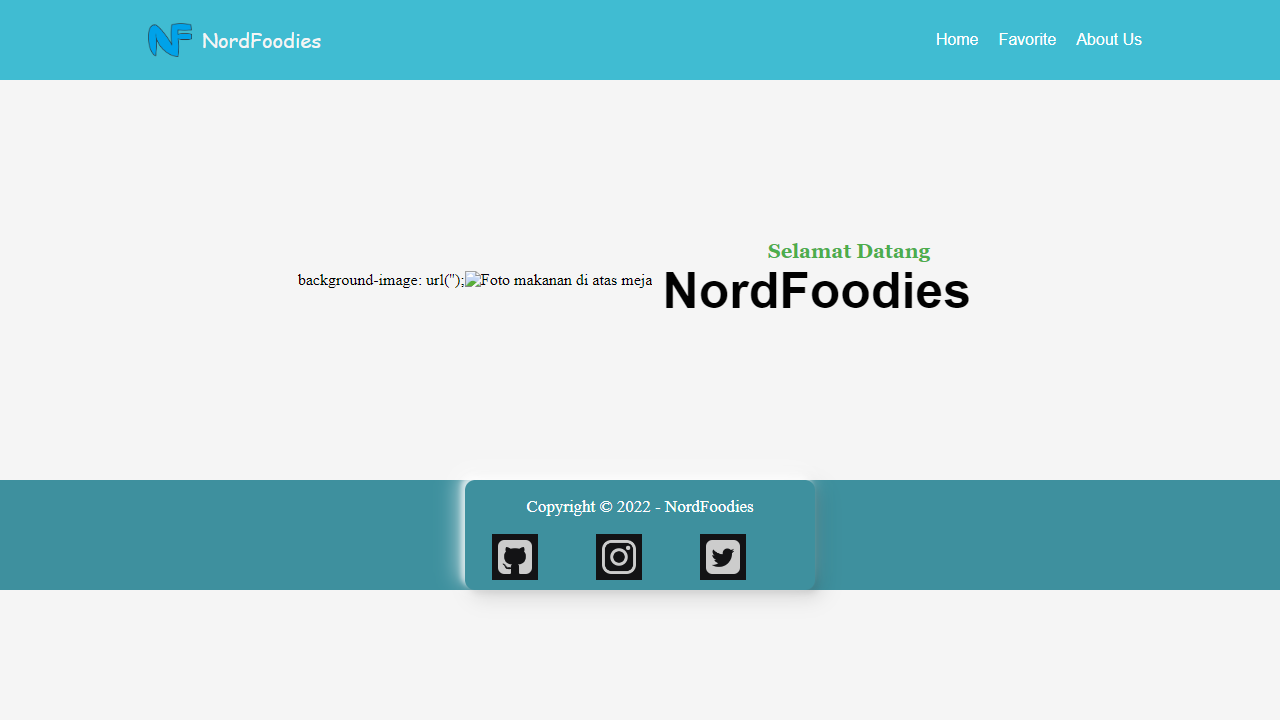 NF NordFoodies
Home Favorite About Us
Selamat Datang
background-image: url('');Foto makanan di atas meja
NordFoodies
Copyright © 2022 - NordFoodies